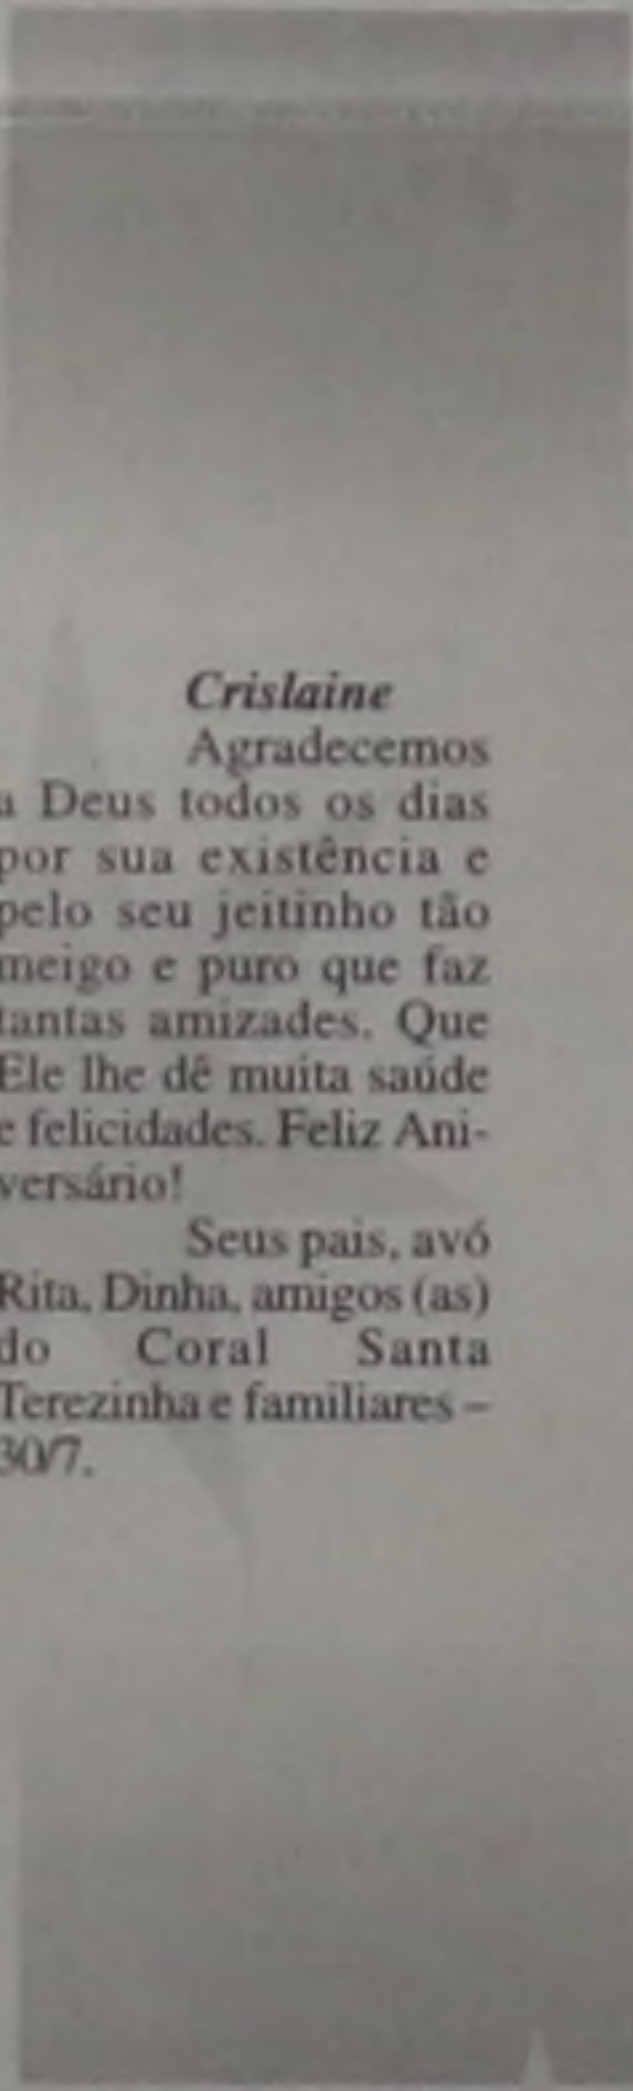 Crislaine
Agradecemos
a Deus todos os dias
por sua existência e
pelo seu jeitinho tão
meigo e puro que faz
tantas amizades. Que
Ele lhe dê muita saúde
e felicidades. Feliz Ani-
versário!
Seus pais, avó
Rita, Dinha, amigos (as)
do Coral Santa
Terezinha e familiares –
30/7.